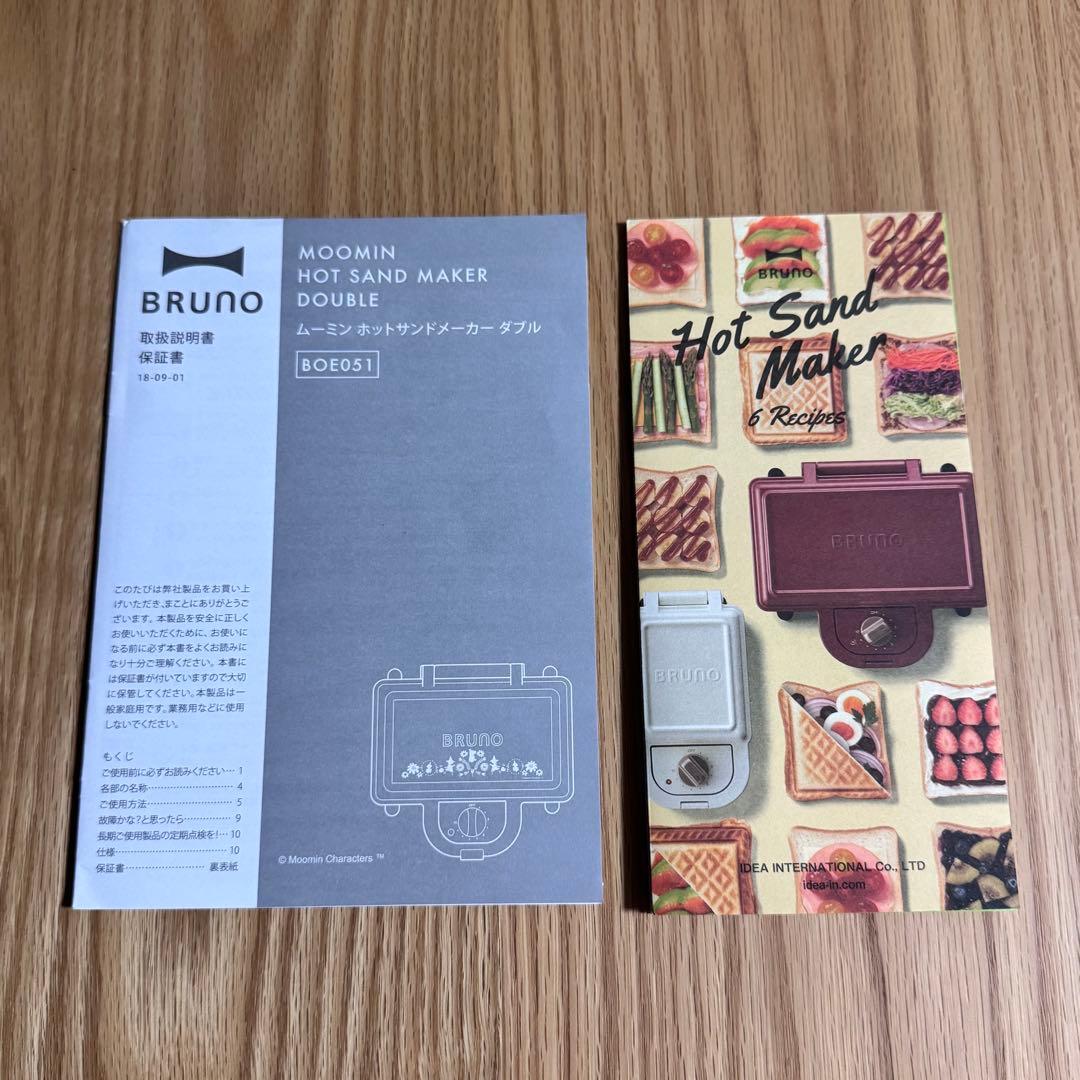 BRUNO
取扱説明書
保証書
18-09-01
MOOMIN
HOT SAND MAKER
DOUBLE
ムーミン ホットサンドメーカー ダブル
BOE051
このたびは弊社製品をお買い上
げいただき、まことにありがとうご
ざいます。本製品を安全に正しく
お使いいただくために、お使いに
なる前に必ず本書をよくお読みに
なり十分ご理解ください。本書に
は保証書が付いていますので大切
に保管してください。本製品は一
般家庭用です。業務用などに使用
しないでください。
もくじ
ご使用前に必ずお読みください… 1
各部の名称………………………… 4
ご使用方法………………………… 5
故障かな?と思ったら…………… 9
長期ご使用製品の定期点検を!… 10
仕様………………………………… 10
保証書……………………… 裏表紙
BRUNO
OFF
© Moomin Characters ™
BRUNO
Hot Sand
Maker
6 Recipes
BRUNO
BRUNO
OFF
IDEA INTERNATIONAL Co., LTD
idea-in.com